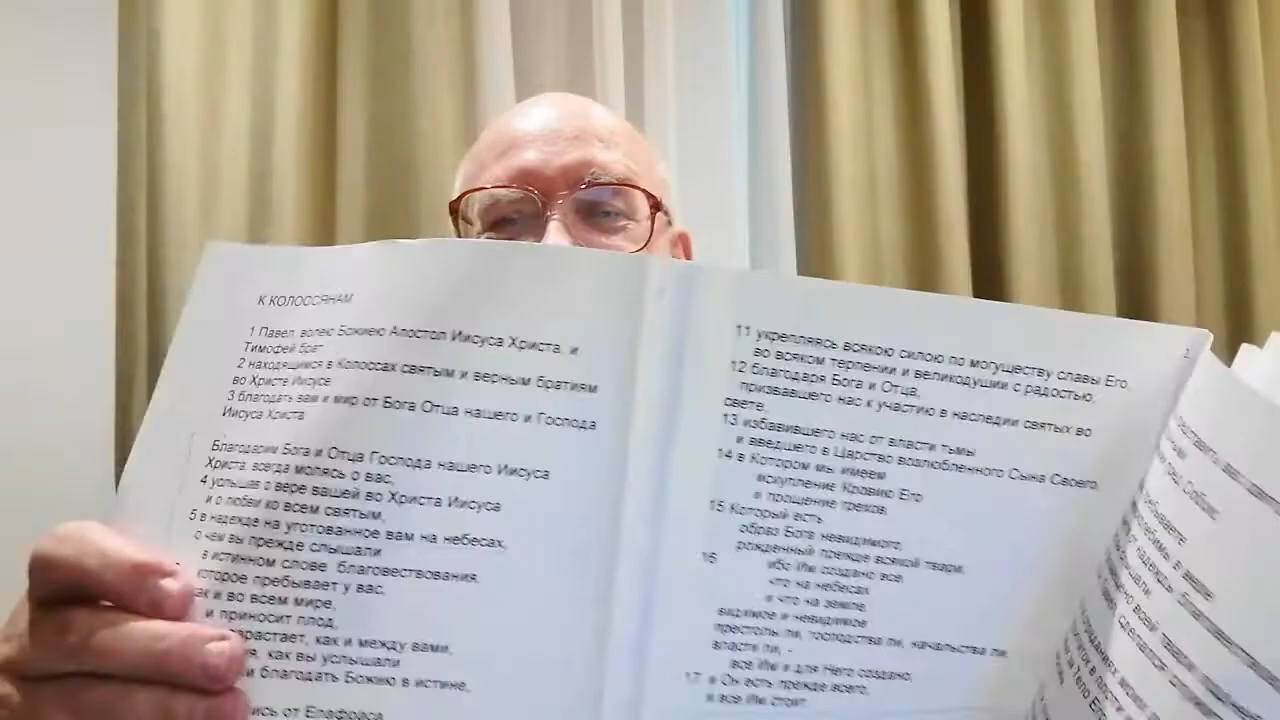 К КОЛОССЯНАМ
1 Павел, волею Божиею Апостол Иисуса Христа, и
Тимофей брат
2 находящимся в Колоссах святым и верным братиям
во Христе Иисусе
3 благодать вам и мир от Бога Отца нашего и Господа
Иисуса Христа
Благодарим Бога и Отца Господа нашего Иисуса
Христа, всегда молясь о вас,
4 услышав о вере вашей во Христа Иисуса
и о любви ко всем святым,
5 в надежде на уготованное вам на небесах,
о чем вы прежде слышали
в истинном слове благовествования,
которое пребывает у вас,
как и во всем мире,
и приносит плод,
возрастает, как и между вами,
как вы услышали
и благодать Божию в истине,
от Епафраса
2
11 укрепляясь всякою силою по могуществу славы Его,
во всяком терпении и великодушии с радостью,
12 благодаря Бога и Отца,
призвавшего нас к участию в наследии святых во
свете,
13 избавившего нас от власти тьмы
и введшего в Царство возлюбленного Сына Своего,
14 в Котором мы имеем
искупление Кровию Его
и прощение грехов
15 Который есть
образ Бога невидимого,
рожденный прежде всякой твари,
16 ибо Им создано все,
что на небесах
и что на земле,
видимое и невидимое
престолы ли, господства ли, начальства ли,
власти ли, -
все Им и для Него создано,
17 и Он есть прежде всего,
и все Им стоит.